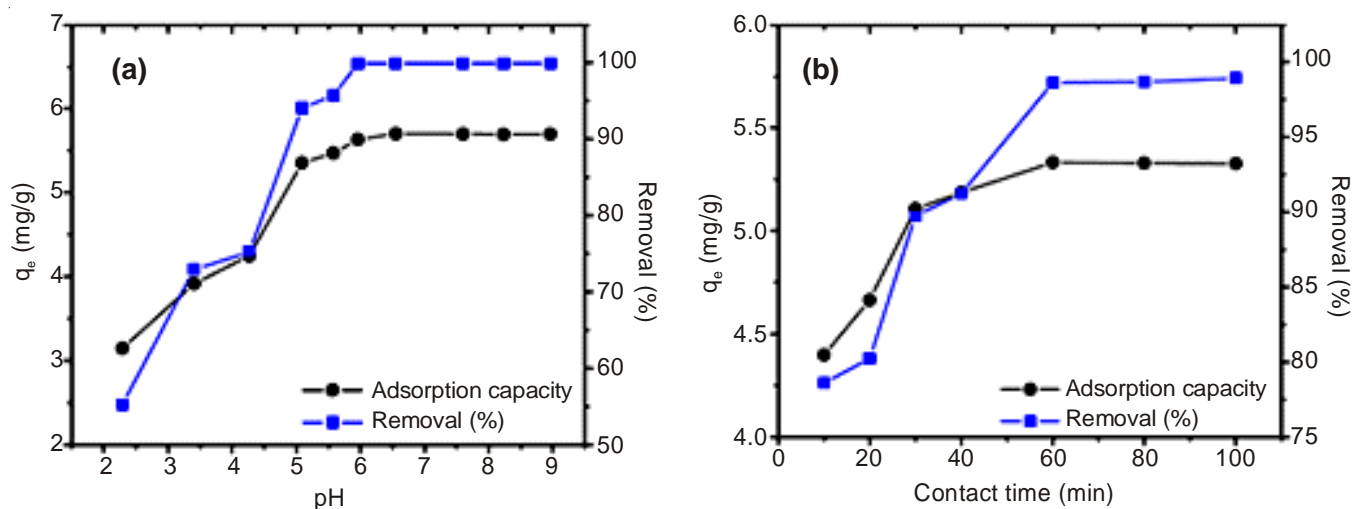 (a)
7
6
5
4
3
2
q_e (mg/g)
100
90
80
70
60
50
Removal (%)
Adsorption capacity
Removal (%)
2 3 4 5 6 7 8 9
pH
(b)
6.0
5.5
5.0
4.5
4.0
q_e (mg/g)
100
95
90
85
80
75
Removal (%)
Adsorption capacity
Removal (%)
0 20 40 60 80 100
Contact time (min)